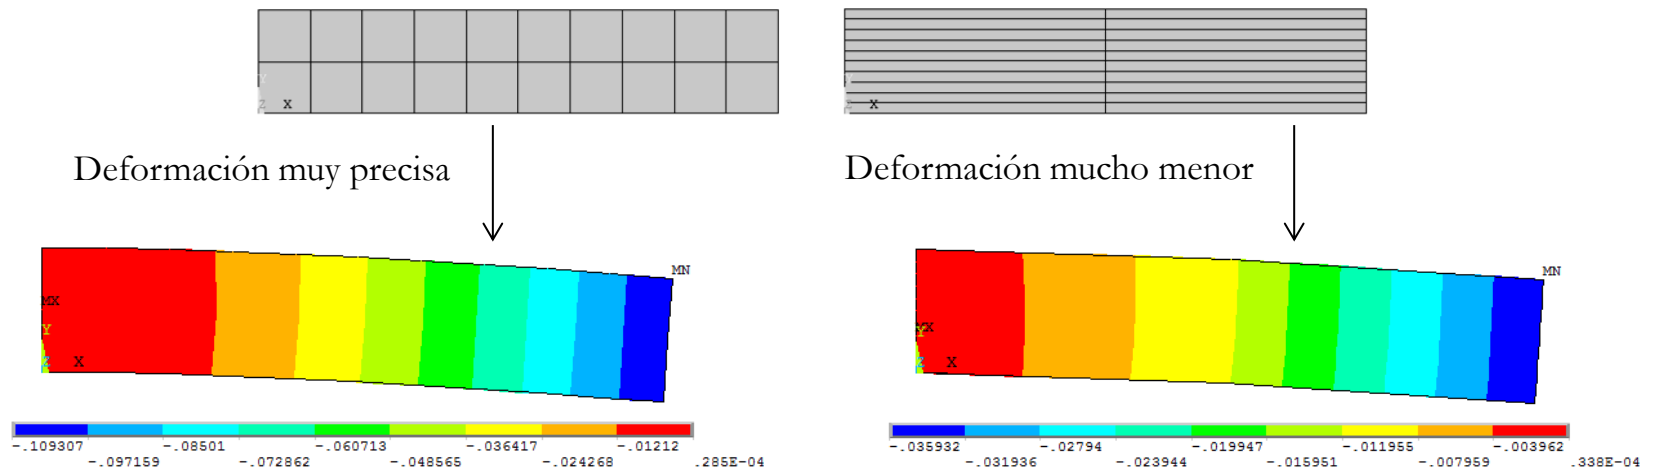 Y
Z X
Y
Z X
Deformación muy precisa
Deformación mucho menor
MN
MX
Y
Z X
MN
MX
Y
Z X
-.109307 -.08501 -.060713 -.036417 -.01212
-.097159 -.072862 -.048565 -.024268 .285E-04
-.035932 -.02794 -.019947 -.011955 -.003962
-.031936 -.023944 -.015951 -.007959 .338E-04